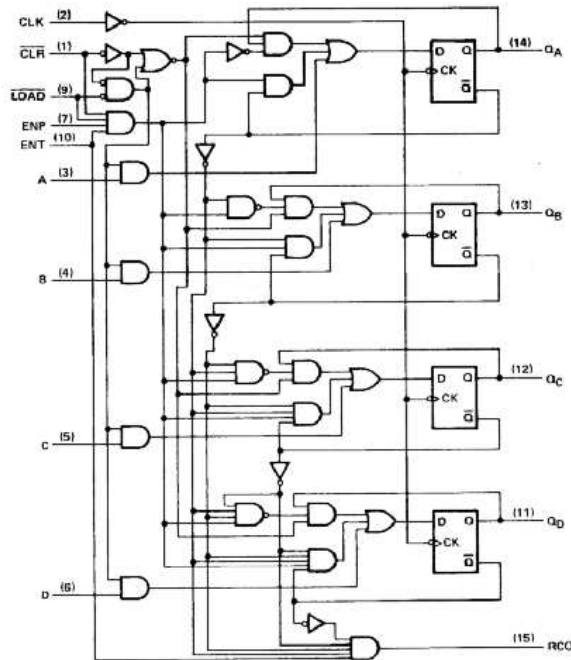 CLK (2)
CLR (1)
LOAD (9)
ENP (7)
ENT (10)
A (3)
D Q (14) QA
CK
Q
B (4)
D Q (13) QB
CK
Q
C (5)
D Q (12) QC
CK
Q
D (6)
D Q (11) QD
CK
D
(15) RCO